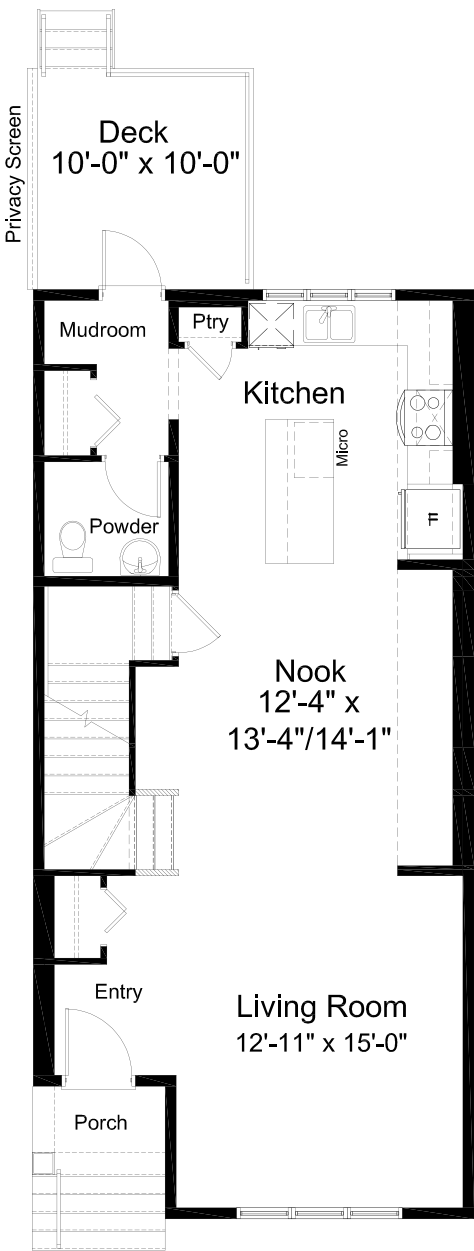 Privacy Screen
Deck
10'-0" x 10'-0"
Mudroom
Ptry
Kitchen
Micro
Powder
F
Nook
12'-4" x
13'-4"/14'-1"
Entry
Living Room
12'-11" x 15'-0"
Porch